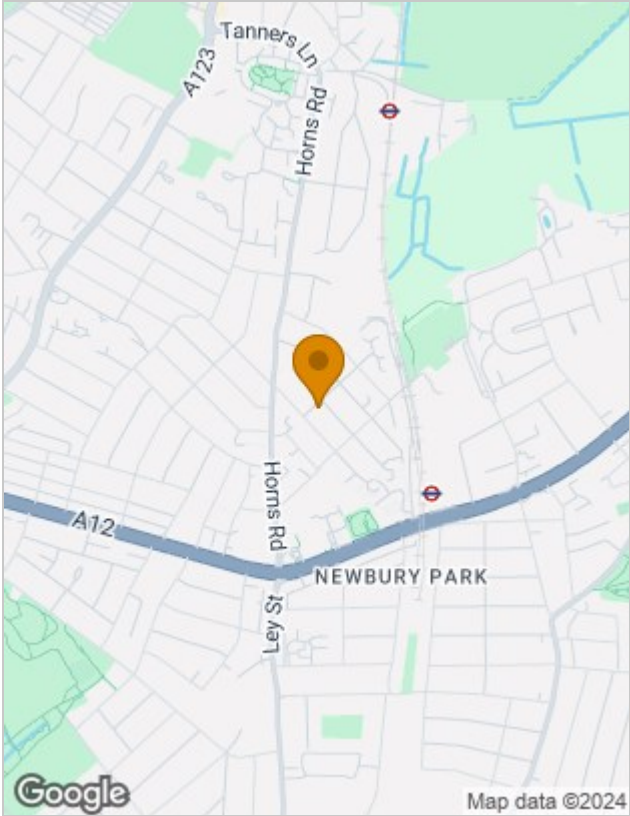 Tanners Ln
A123
Horns Rd
Horns Rd
A12
NEWBURY PARK
Ley St
Google
Map data ©2024